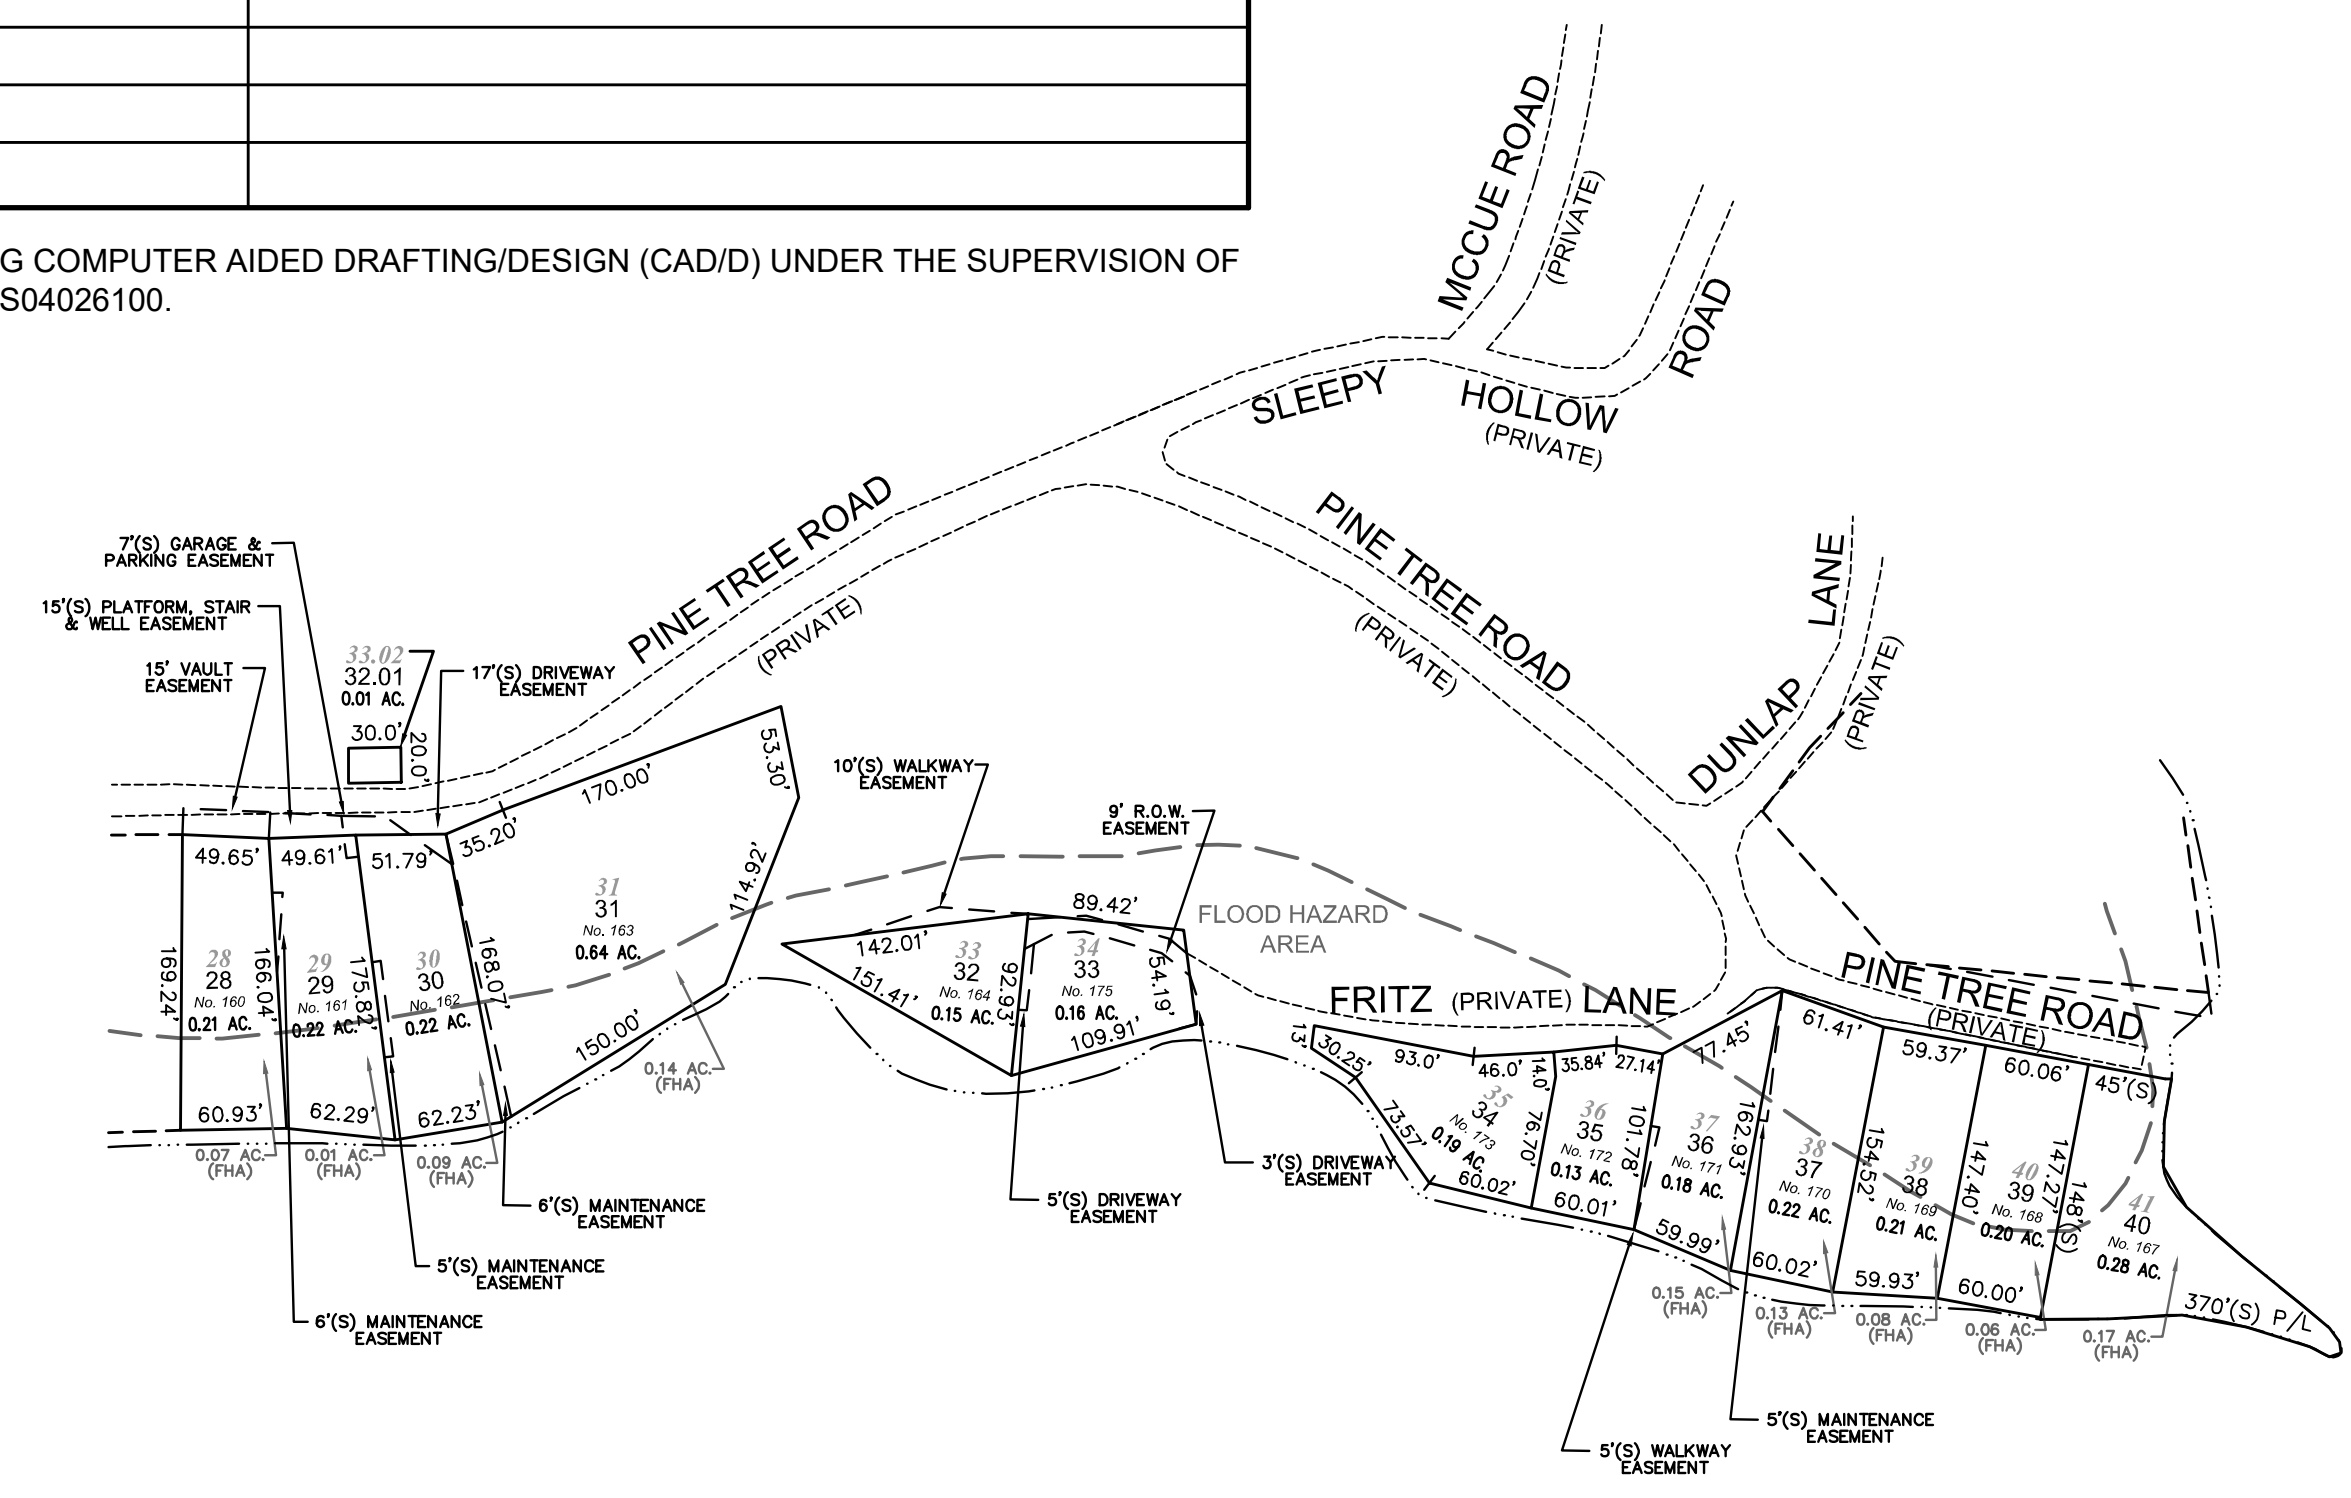 G COMPUTER AIDED DRAFTING/DESIGN (CAD/D) UNDER THE SUPERVISION OF
S04026100.
MCCUE ROAD
(PRIVATE)
SLEEPY
HOLLOW
ROAD
(PRIVATE)
PINE TREE ROAD
(PRIVATE)
PINE TREE ROAD
(PRIVATE)
DUNLAP
LANE
(PRIVATE)
7'(S) GARAGE &
PARKING EASEMENT
15'(S) PLATFORM, STAIR
& WELL EASEMENT
15' VAULT
EASEMENT
33.02
32.01
0.01 AC.
30.0'
20.0'
17'(S) DRIVEWAY
EASEMENT
49.65'
49.61'
51.79'
35.20'
170.00'
53.30'
114.92'
169.24'
28
28
No. 160
0.21 AC.
166.04'
29
29
No. 161
0.22 AC.
175.82'
30
30
No. 162
0.22 AC.
168.07'
31
31
No. 163
0.64 AC.
150.00'
60.93'
62.29'
62.23'
0.07 AC.
(FHA)
0.01 AC.
(FHA)
0.09 AC.
(FHA)
0.14 AC.
(FHA)
6'(S) MAINTENANCE
EASEMENT
5'(S) MAINTENANCE
EASEMENT
6'(S) MAINTENANCE
EASEMENT
10'(S) WALKWAY
EASEMENT
9' R.O.W.
EASEMENT
89.42'
142.01'
151.41'
33
32
No. 164
0.15 AC.
92.93'
34
33
No. 175
0.16 AC.
54.19'
109.91'
FLOOD HAZARD
AREA
5'(S) DRIVEWAY
EASEMENT
3'(S) DRIVEWAY
EASEMENT
FRITZ (PRIVATE) LANE
PINE TREE ROAD
(PRIVATE)
13'
30.25'
93.0'
46.0'
14.0'
35.84'
27.14'
77.45'
61.41'
59.37'
60.06'
45'(S)
73.57'
35
34
No. 173
0.19 AC.
76.70'
36
35
No. 172
0.13 AC.
101.78'
37
36
No. 171
0.18 AC.
162.93'
38
37
No. 170
0.22 AC.
154.52'
39
38
No. 169
0.21 AC.
147.40'
40
39
No. 168
0.20 AC.
147.27'
148'(S)
41
40
No. 167
0.28 AC.
60.02'
60.01'
59.99'
60.02'
59.93'
60.00'
370'(S) P/L
0.15 AC.
(FHA)
0.13 AC.
(FHA)
0.08 AC.
(FHA)
0.06 AC.
(FHA)
0.17 AC.
(FHA)
5'(S) MAINTENANCE
EASEMENT
5'(S) WALKWAY
EASEMENT